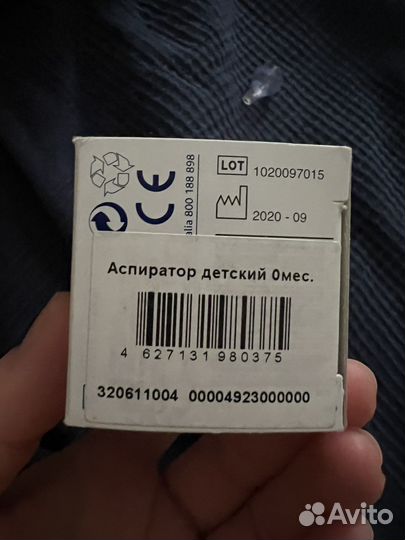 LOT 1020097015
2020 - 09
CE
alia 800 188 898
Аспиратор детский 0мес.
4 627131 980375
320611004 00004923000000
Avito